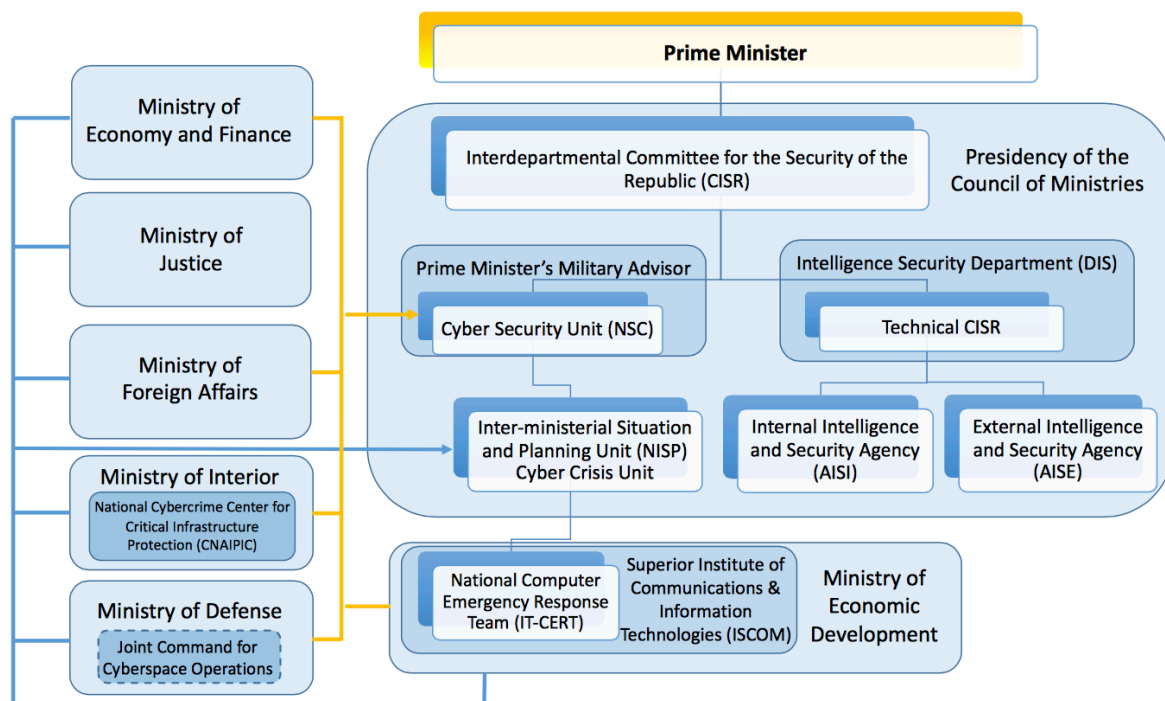 Prime Minister
Ministry of
Economy and Finance
Ministry of
Justice
Ministry of
Foreign Affairs
Ministry of Interior
National Cybercrime Center for
Critical Infrastructure
Protection (CNAIPIC)
Ministry of Defense
Joint Command for
Cyberspace Operations
Presidency of the
Council of Ministries
Interdepartmental Committee for the Security of the
Republic (CISR)
Prime Minister’s Military Advisor
Cyber Security Unit (NSC)
Intelligence Security Department (DIS)
Technical CISR
Inter-ministerial Situation
and Planning Unit (NISP)
Cyber Crisis Unit
Internal Intelligence
and Security Agency
(AISI)
External Intelligence
and Security Agency
(AISE)
National Computer
Emergency Response
Team (IT-CERT)
Superior Institute of
Communications &
Information
Technologies (ISCOM)
Ministry of
Economic
Development